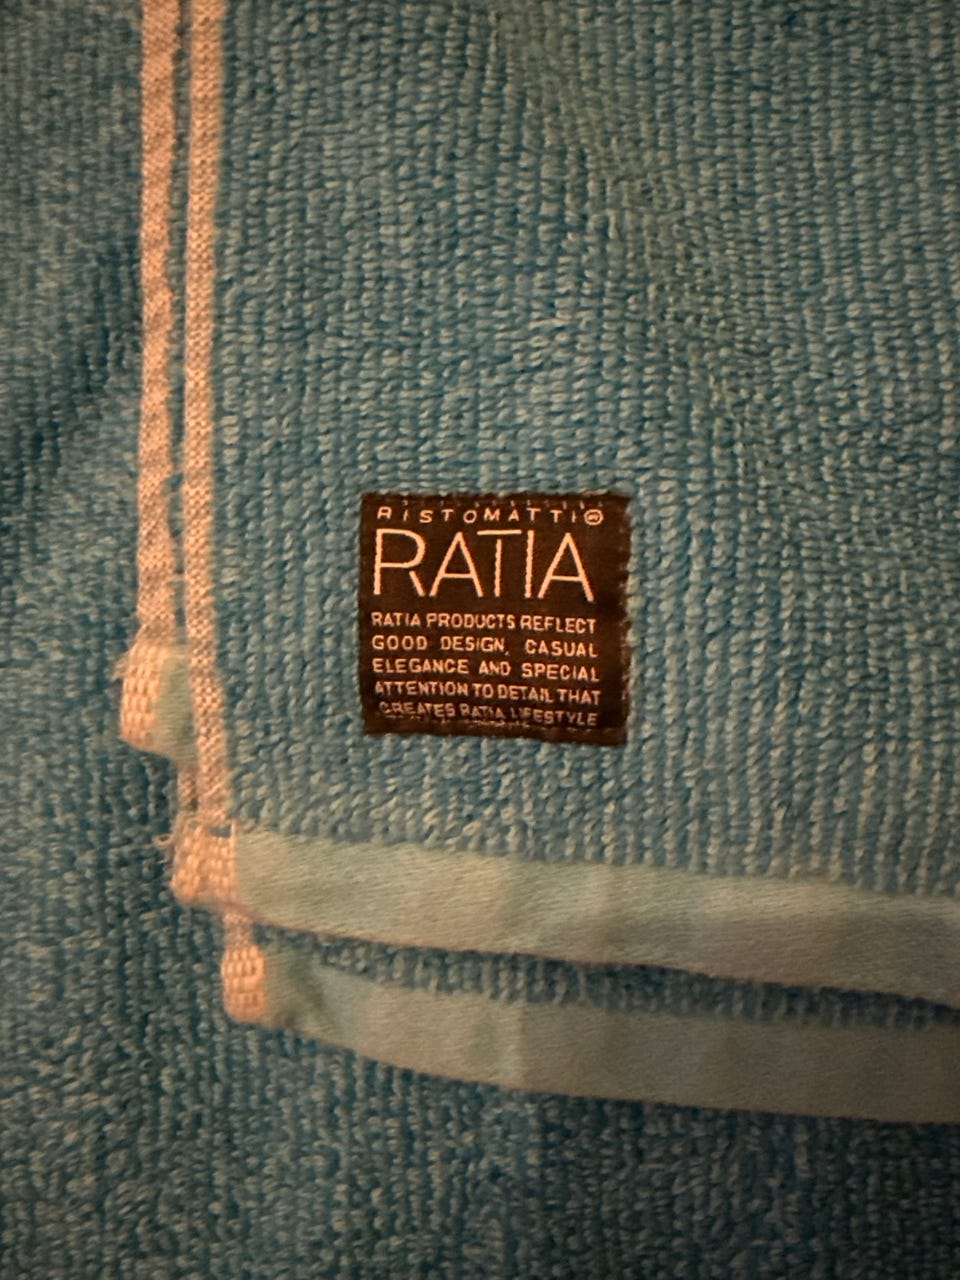 RISTOMATTI®
RATIA
RATIA PRODUCTS REFLECT
GOOD DESIGN, CASUAL
ELEGANCE AND SPECIAL
ATTENTION TO DETAIL THAT
CREATES RATIA LIFESTYLE